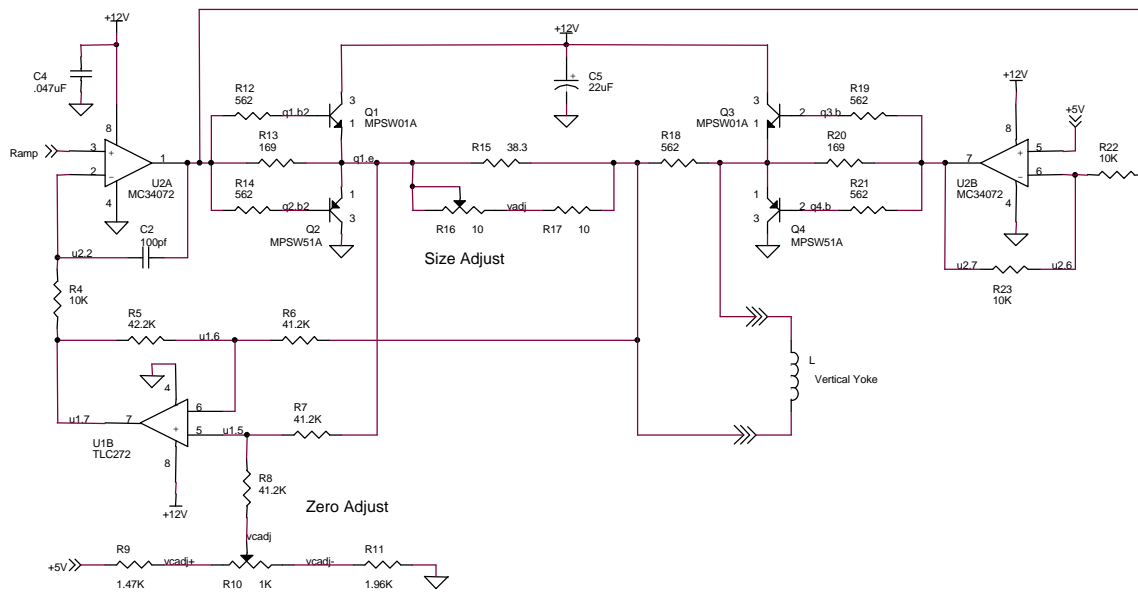 +12V
C4
.047uF
8
Ramp
3
+
1
2
−
U2A
MC34072
4
C2
100pf
u2.2
R4
10K
R12
562
q1.b2
3
Q1
1
MPSW01A
R13
169
q1.e
R14
562
q2.b2
1
Q2
3
MPSW51A
+12V
C5
+
22uF
R15
38.3
R16
10
vadj
R17
10
Size Adjust
R18
562
3
Q3
MPSW01A
1
2
q3.b
R19
562
R20
169
1
2
q4.b
R21
562
3
Q4
MPSW51A
+12V
+5V
8
7
+
5
−
6
U2B
MC34072
4
R22
10K
u2.7
u2.6
R23
10K
R5
42.2K
u1.6
R6
41.2K
4
u1.7
7
6
5
+
u1.5
U1B
TLC272
8
+12V
R7
41.2K
R8
41.2K
Zero Adjust
vcadj
+5V
R9
1.47K
vcadj+
R10
1K
vcadj-
R11
1.96K
L
Vertical Yoke